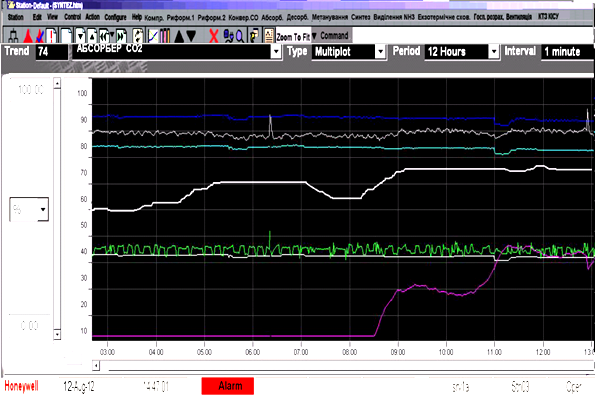 Station-Default - [SYNTEZ.htm]
Station Edit View Control Action Configure Help Компр. Риформ.1 Риформ.2 Конвер.CO Абсорб. Десорб. Метанування Синтез Виділення NH3 Екзотермічне схов. Госп. розрах. Вентиляція КТЗ КІСУ
Zoom To Fit Command
Trend 74 АБСОРБЕР CO2 Type Multiplot Period 12 Hours Interval 1 minute
100.00
%
0.00
100
90
80
70
60
50
40
30
20
10
03:00 04:00 05:00 06:00 07:00 08:00 09:00 10:00 11:00 12:00 13:0
Honeywell 12-Aug-12 14:47:01 Alarm Stn03 Oper